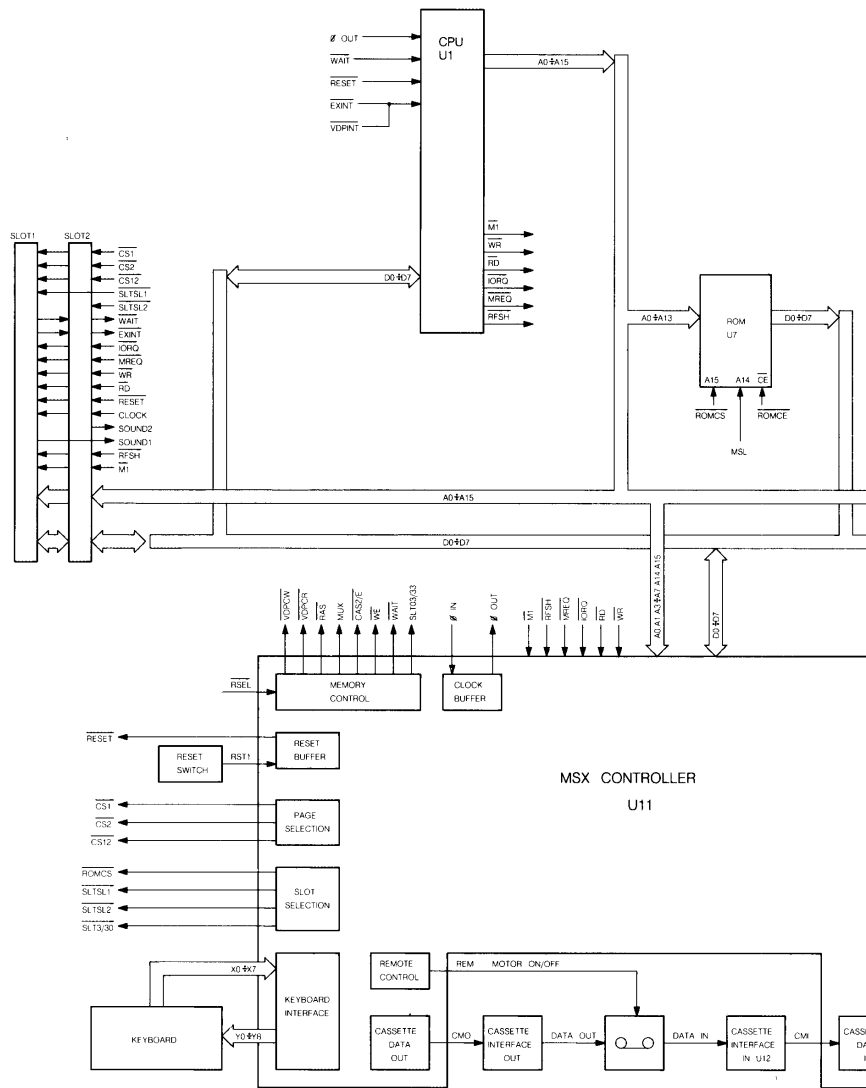 Ø OUT
WAIT
RESET
EXINT
VDPINT
CPU
U1
A0÷A15
M1
WR
RD
IORQ
MREQ
RFSH
D0÷D7
SLOT1
SLOT2
CS1
CS2
CS12
SLTSL1
SLTSL2
WAIT
EXINT
IORQ
MREQ
WR
RD
RESET
CLOCK
SOUND2
SOUND1
RFSH
M1
A0÷A13
ROM
U7
D0÷D7
A15 A14 CE
ROMCS
ROMCE
MSL
A0÷A15
D0÷D7
A0,A1,A3÷A7,A14,A15
D0÷D7
VDPCW
VDPCR
RAS
MUX
CAS2/E
WE
WAIT
SLT03/33
Ø IN
Ø OUT
M1
RFSH
MREQ
IORQ
RD
WR
RSEL
MEMORY
CONTROL
CLOCK
BUFFER
RESET
RESET
SWITCH
RST1
RESET
BUFFER
MSX CONTROLLER
U11
CS1
CS2
CS12
PAGE
SELECTION
ROMCS
SLTSL1
SLTSL2
SLT3/30
SLOT
SELECTION
X0÷X7
KEYBOARD
Y0÷Y8
KEYBOARD
INTERFACE
REMOTE
CONTROL
REM MOTOR ON/OFF
CASSETTE
DATA
OUT
CMO
CASSETTE
INTERFACE
OUT
DATA OUT
DATA IN
CASSETTE
INTERFACE
IN U12
CMI
CASSE
DA
I